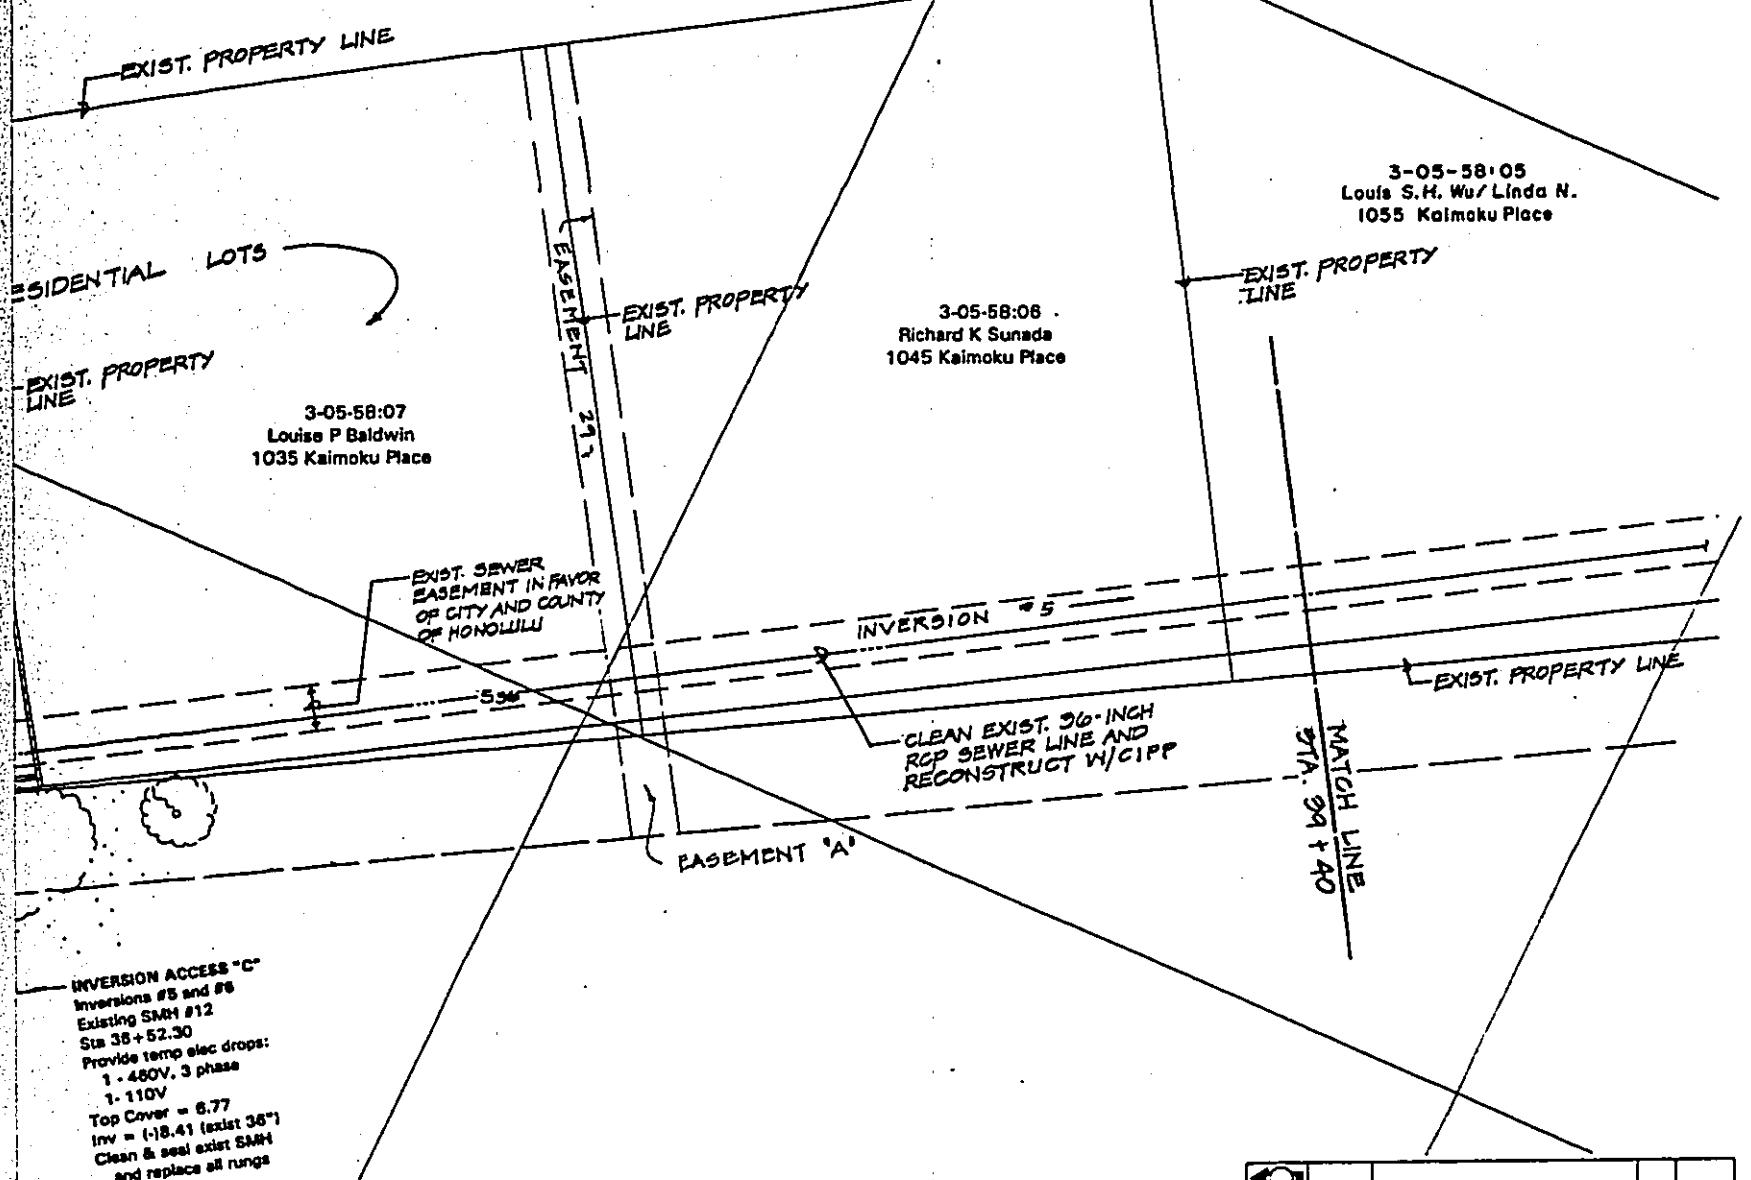 EXIST. PROPERTY LINE
3-05-58:05
Louis S.H. Wu/ Linda N.
1055 Kaimoku Place
ESIDENTIAL LOTS
EXIST. PROPERTY
LINE
EASEMENT
EXIST. PROPERTY
LINE
3-05-58:06
Richard K Sunada
1045 Kaimoku Place
EXIST. PROPERTY
LINE
3-05-58:07
Louise P Baldwin
1035 Kaimoku Place
EXIST. SEWER
EASEMENT IN FAVOR
OF CITY AND COUNTY
OF HONOLULU
INVERSION #5
S36
EXIST. PROPERTY LINE
CLEAN EXIST. 36-INCH
RCP SEWER LINE AND
RECONSTRUCT W/CIPP
MATCH LINE
STA. 39 + 40
EASEMENT "A"
INVERSION ACCESS "C"
Inversions #5 and #6
Existing SMH #12
Sta 36+52.30
Provide temp elec drops:
1 - 480V, 3 phase
1- 110V
Top Cover = 6.77
Inv = (-)8.41 (exist 36")
Clean & seal exist SMH
and replace all rungs